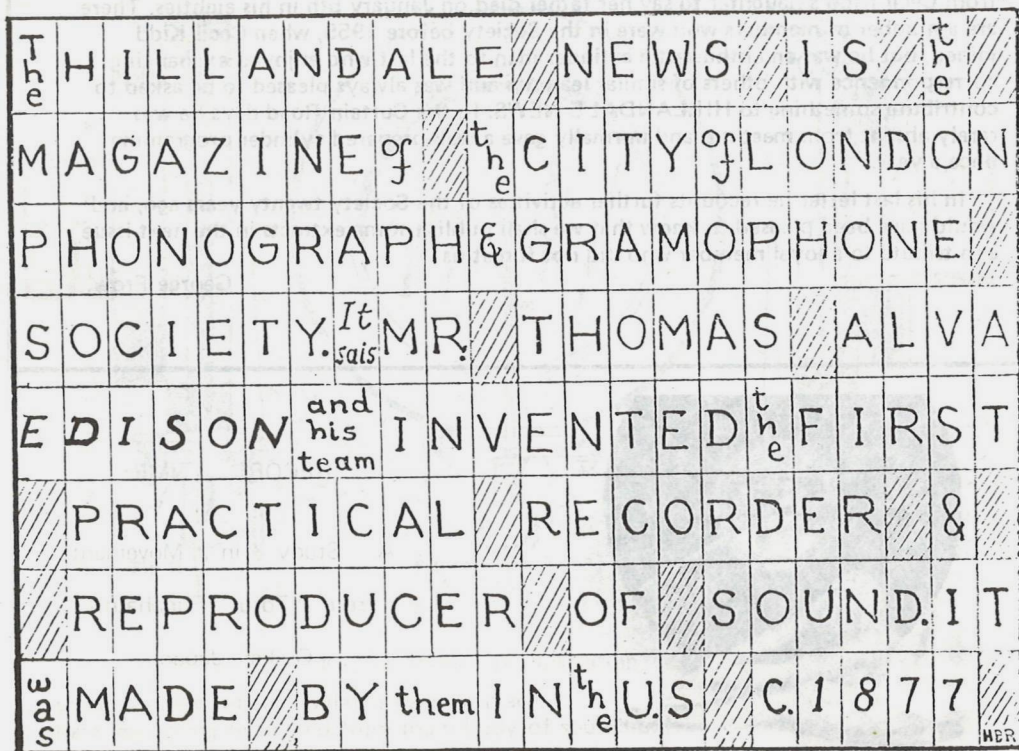 The HILLANDALE NEWS IS the
MAGAZINE of the CITY of LONDON
PHONOGRAPH & GRAMOPHONE
SOCIETY. It sais MR. THOMAS ALVA
EDISON and his team INVENTED the FIRST
PRACTICAL RECORDER &
REPRODUCER OF SOUND. IT
was MADE BY them IN the US C. 1877
HBR